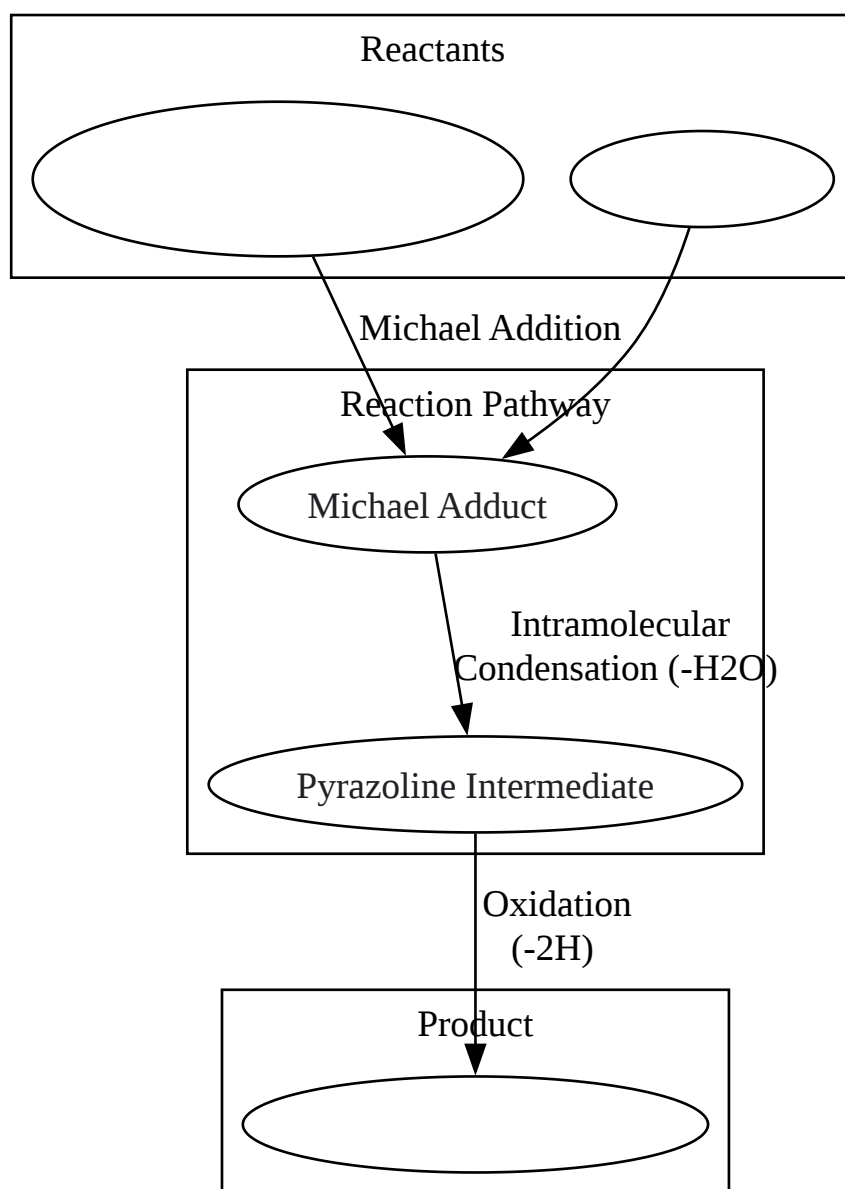 Reactants
Michael Addition
Reaction Pathway
Michael Adduct
Intramolecular
Condensation (-H2O)
Pyrazoline Intermediate
Oxidation
(-2H)
Product